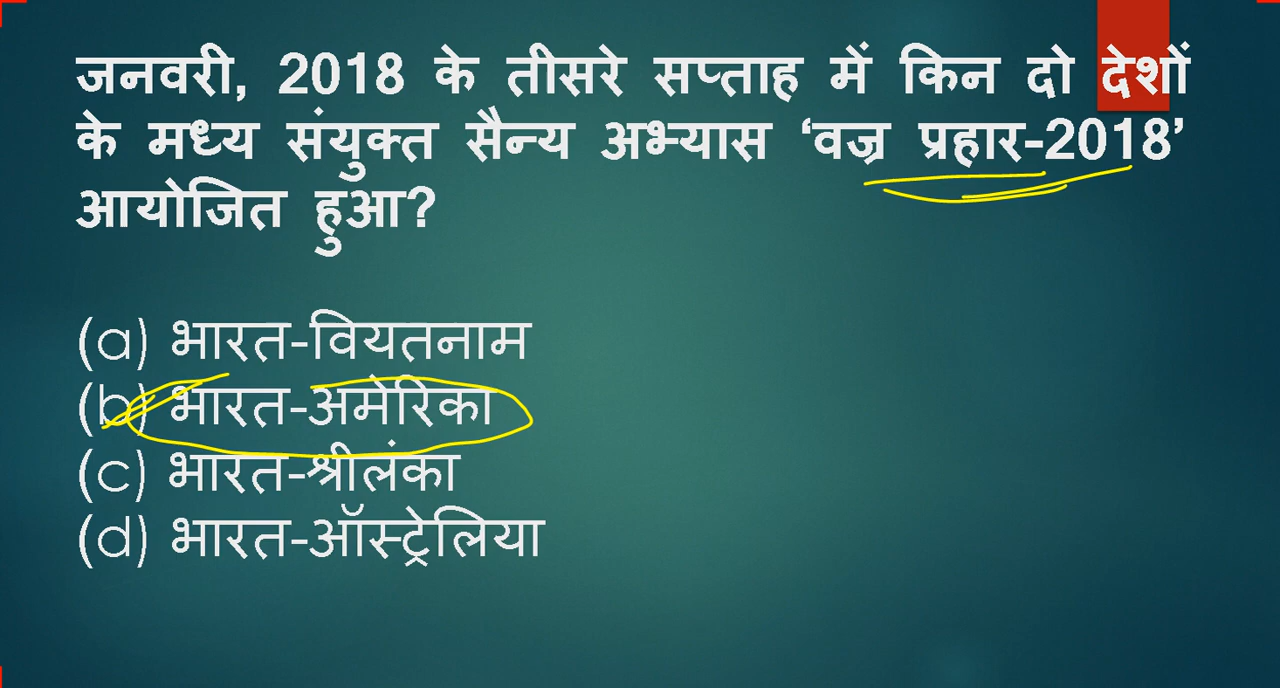 जनवरी, 2018 के तीसरे सप्ताह में किन दो देशों
के मध्य संयुक्त सैन्य अभ्यास ‘वज्र प्रहार-2018’
आयोजित हुआ?
(a) भारत-वियतनाम
(b) भारत-अमेरिका
(c) भारत-श्रीलंका
(d) भारत-ऑस्ट्रेलिया